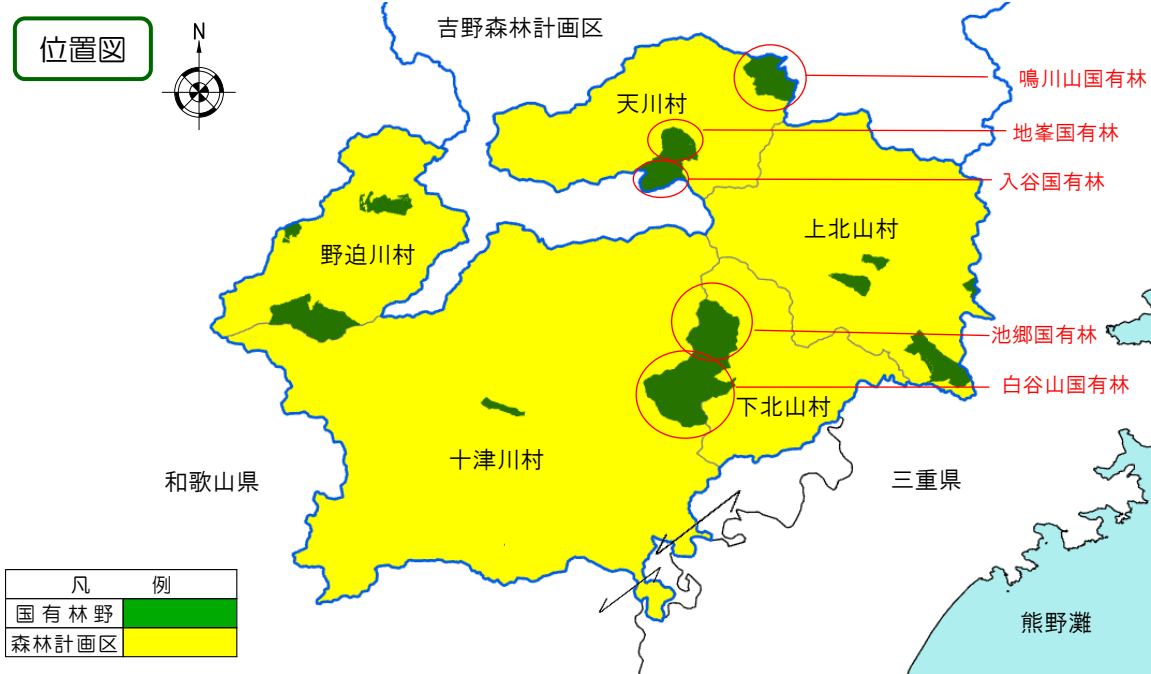 位置図
N
吉野森林計画区
鳴川山国有林
天川村
地峯国有林
入谷国有林
上北山村
野迫川村
池郷国有林
白谷山国有林
下北山村
十津川村
和歌山県
三重県
凡 例
国有林野
森林計画区
熊野灘